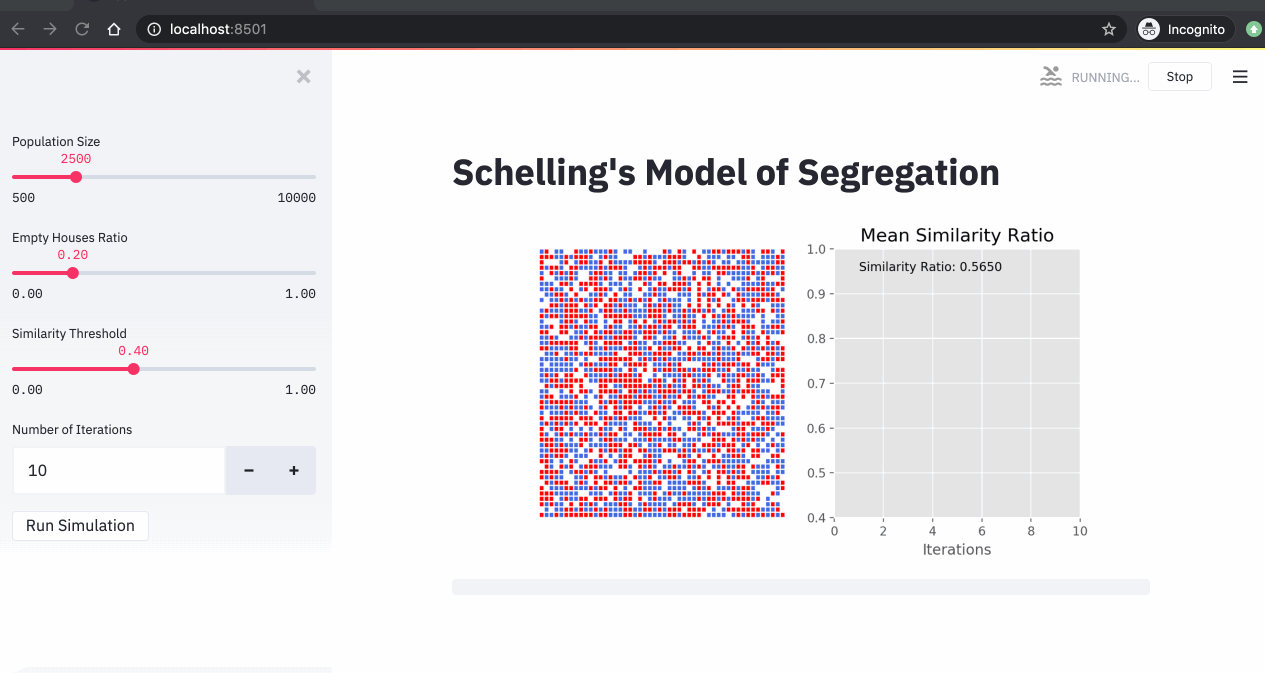 localhost:8501
Incognito
RUNNING...
Stop
Population Size
2500
500 10000
Empty Houses Ratio
0.20
0.00 1.00
Similarity Threshold
0.40
0.00 1.00
Number of Iterations
10
Run Simulation
Schelling's Model of Segregation
Mean Similarity Ratio
Similarity Ratio: 0.5650
1.0
0.9
0.8
0.7
0.6
0.5
0.4
0 2 4 6 8 10
Iterations